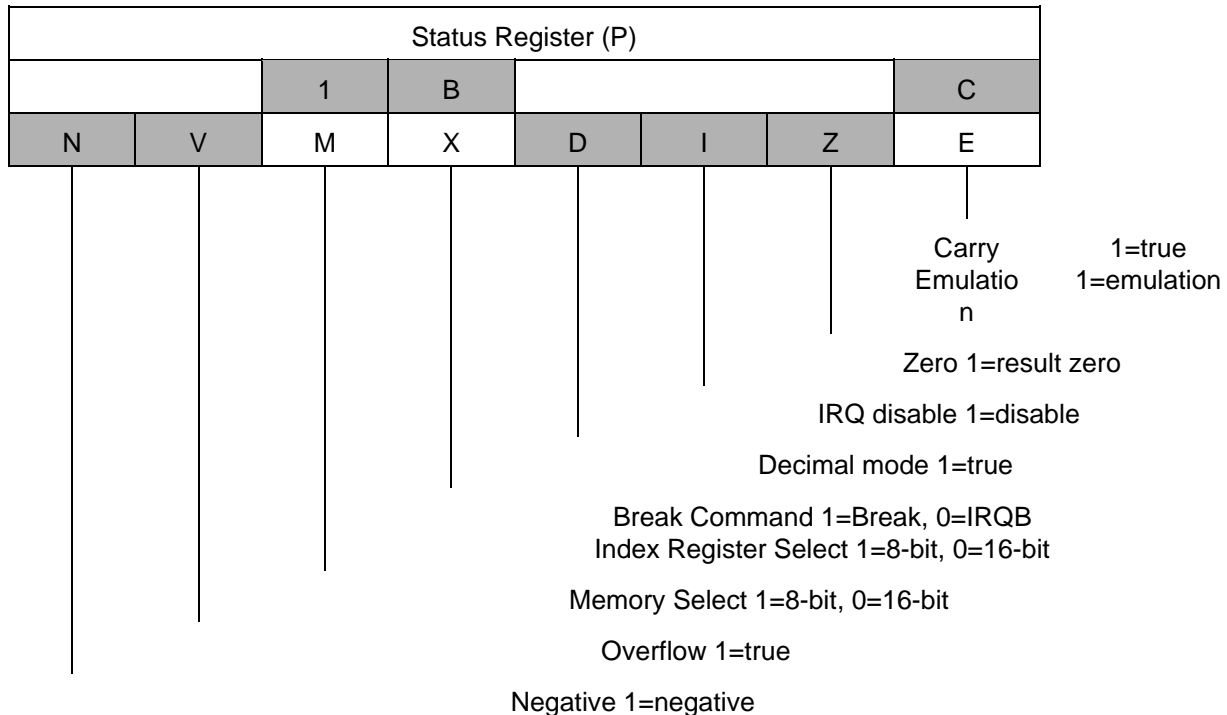 Status Register (P)
1 B C
N V M X D I Z E
Carry 1=true
Emulatio 1=emulation
n
Zero 1=result zero
IRQ disable 1=disable
Decimal mode 1=true
Break Command 1=Break, 0=IRQB
Index Register Select 1=8-bit, 0=16-bit
Memory Select 1=8-bit, 0=16-bit
Overflow 1=true
Negative 1=negative